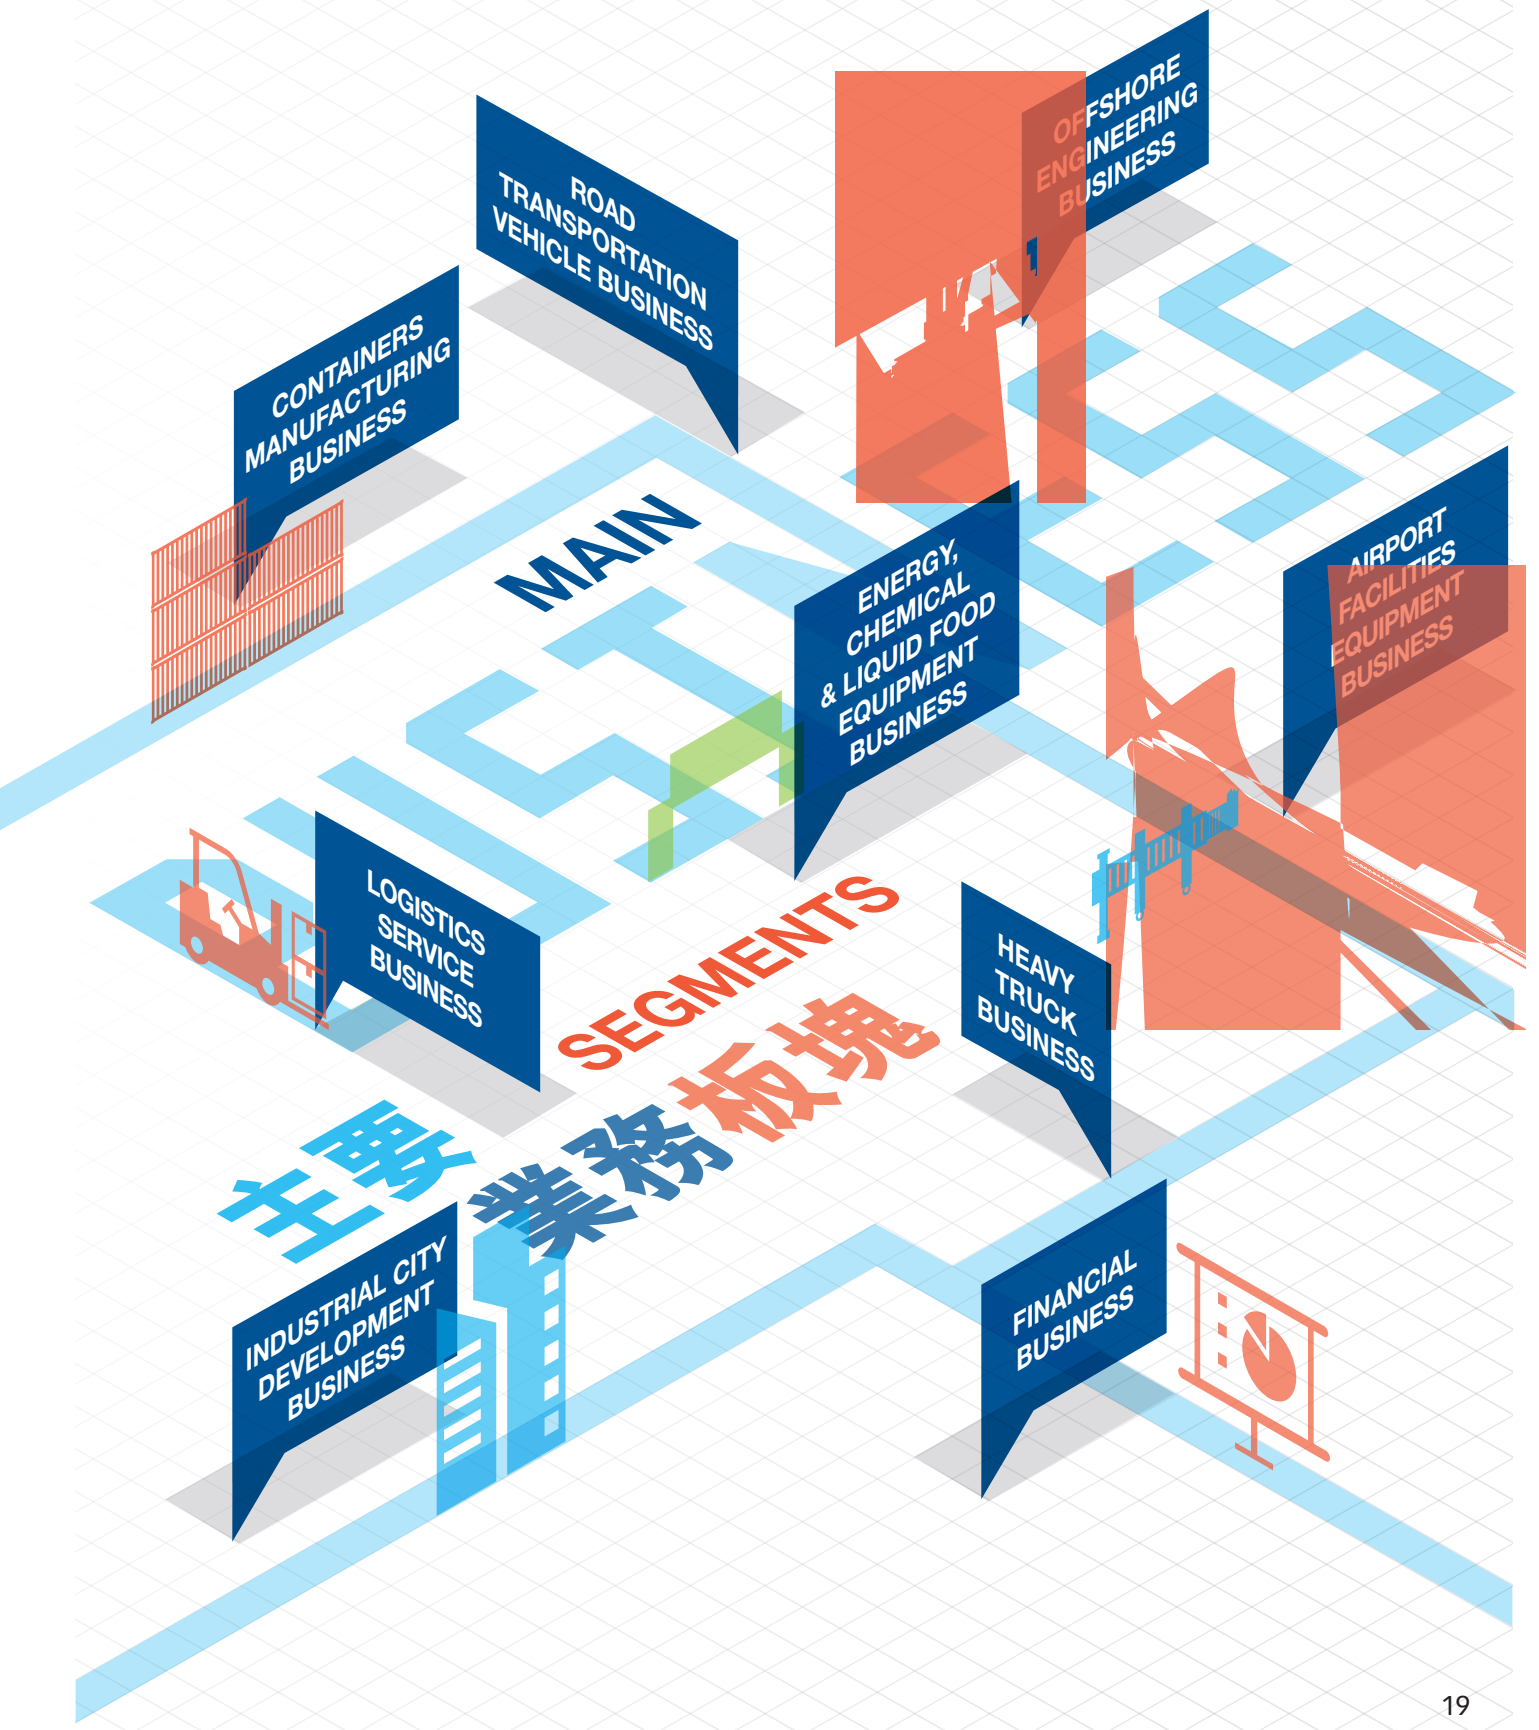 OFFSHORE
ENGINEERING
BUSINESS
ROAD
TRANSPORTATION
VEHICLE BUSINESS
CONTAINERS
MANUFACTURING
BUSINESS
MAIN
ENERGY,
CHEMICAL
& LIQUID FOOD
EQUIPMENT
BUSINESS
AIRPORT
FACILITIES
EQUIPMENT
BUSINESS
LOGISTICS
SERVICE
BUSINESS
SEGMENTS
HEAVY
TRUCK
BUSINESS
主要業務板塊
INDUSTRIAL CITY
DEVELOPMENT
BUSINESS
FINANCIAL
BUSINESS
19